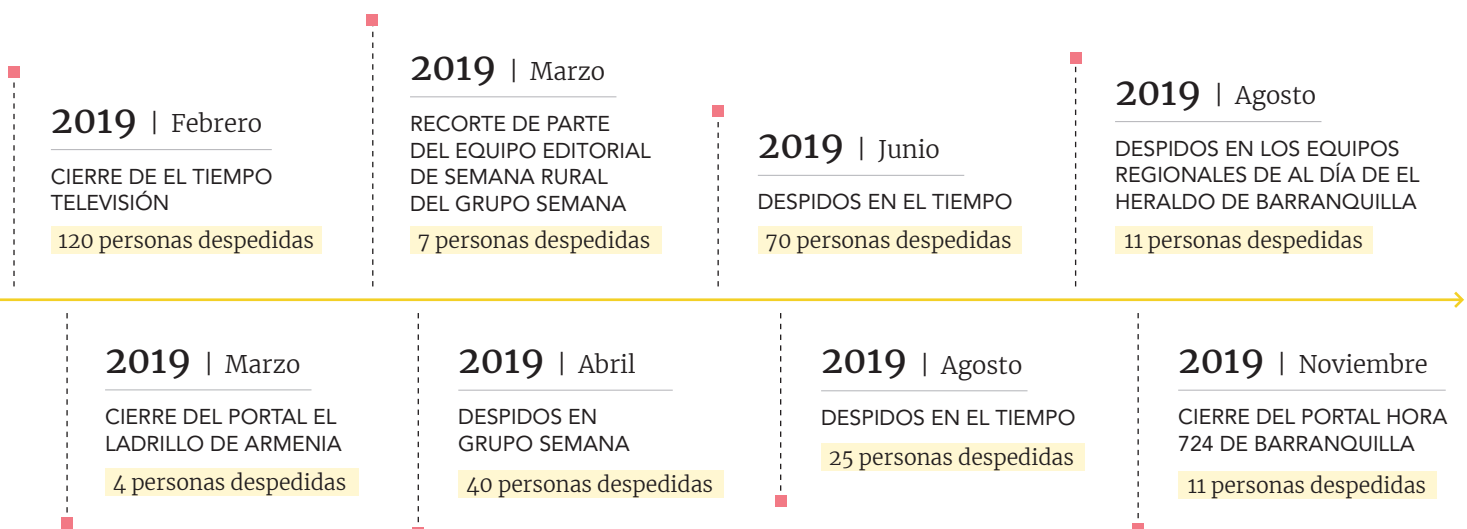 2019 | Febrero
CIERRE DE EL TIEMPO
TELEVISIÓN
120 personas despedidas
2019 | Marzo
RECORTE DE PARTE
DEL EQUIPO EDITORIAL
DE SEMANA RURAL
DEL GRUPO SEMANA
7 personas despedidas
2019 | Junio
DESPIDOS EN EL TIEMPO
70 personas despedidas
2019 | Agosto
DESPIDOS EN LOS EQUIPOS
REGIONALES DE AL DÍA DE EL
HERALDO DE BARRANQUILLA
11 personas despedidas
2019 | Marzo
CIERRE DEL PORTAL EL
LADRILLO DE ARMENIA
4 personas despedidas
2019 | Abril
DESPIDOS EN
GRUPO SEMANA
40 personas despedidas
2019 | Agosto
DESPIDOS EN EL TIEMPO
25 personas despedidas
2019 | Noviembre
CIERRE DEL PORTAL HORA
724 DE BARRANQUILLA
11 personas despedidas